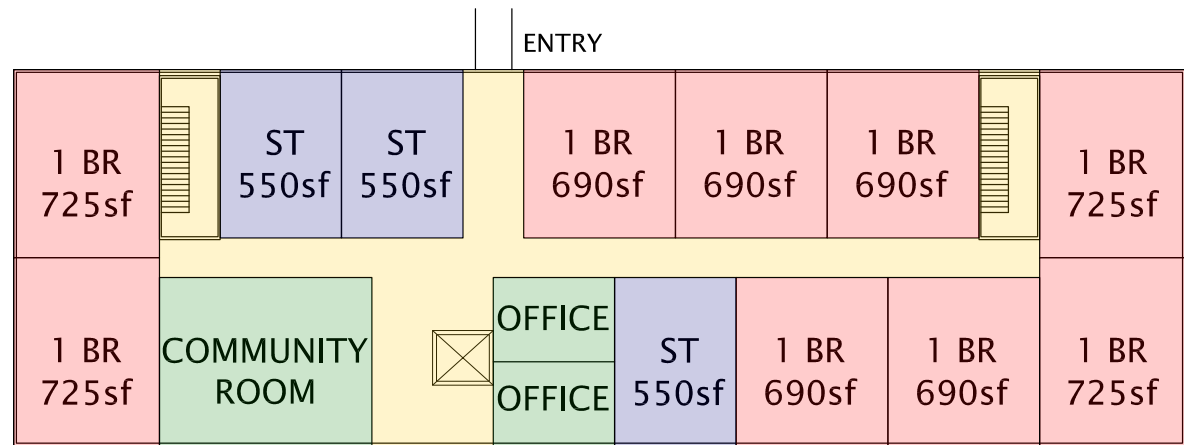 ENTRY
1 BR
725sf
ST
550sf
ST
550sf
1 BR
690sf
1 BR
690sf
1 BR
690sf
1 BR
725sf
1 BR
725sf
COMMUNITY
ROOM
OFFICE
OFFICE
ST
550sf
1 BR
690sf
1 BR
690sf
1 BR
725sf